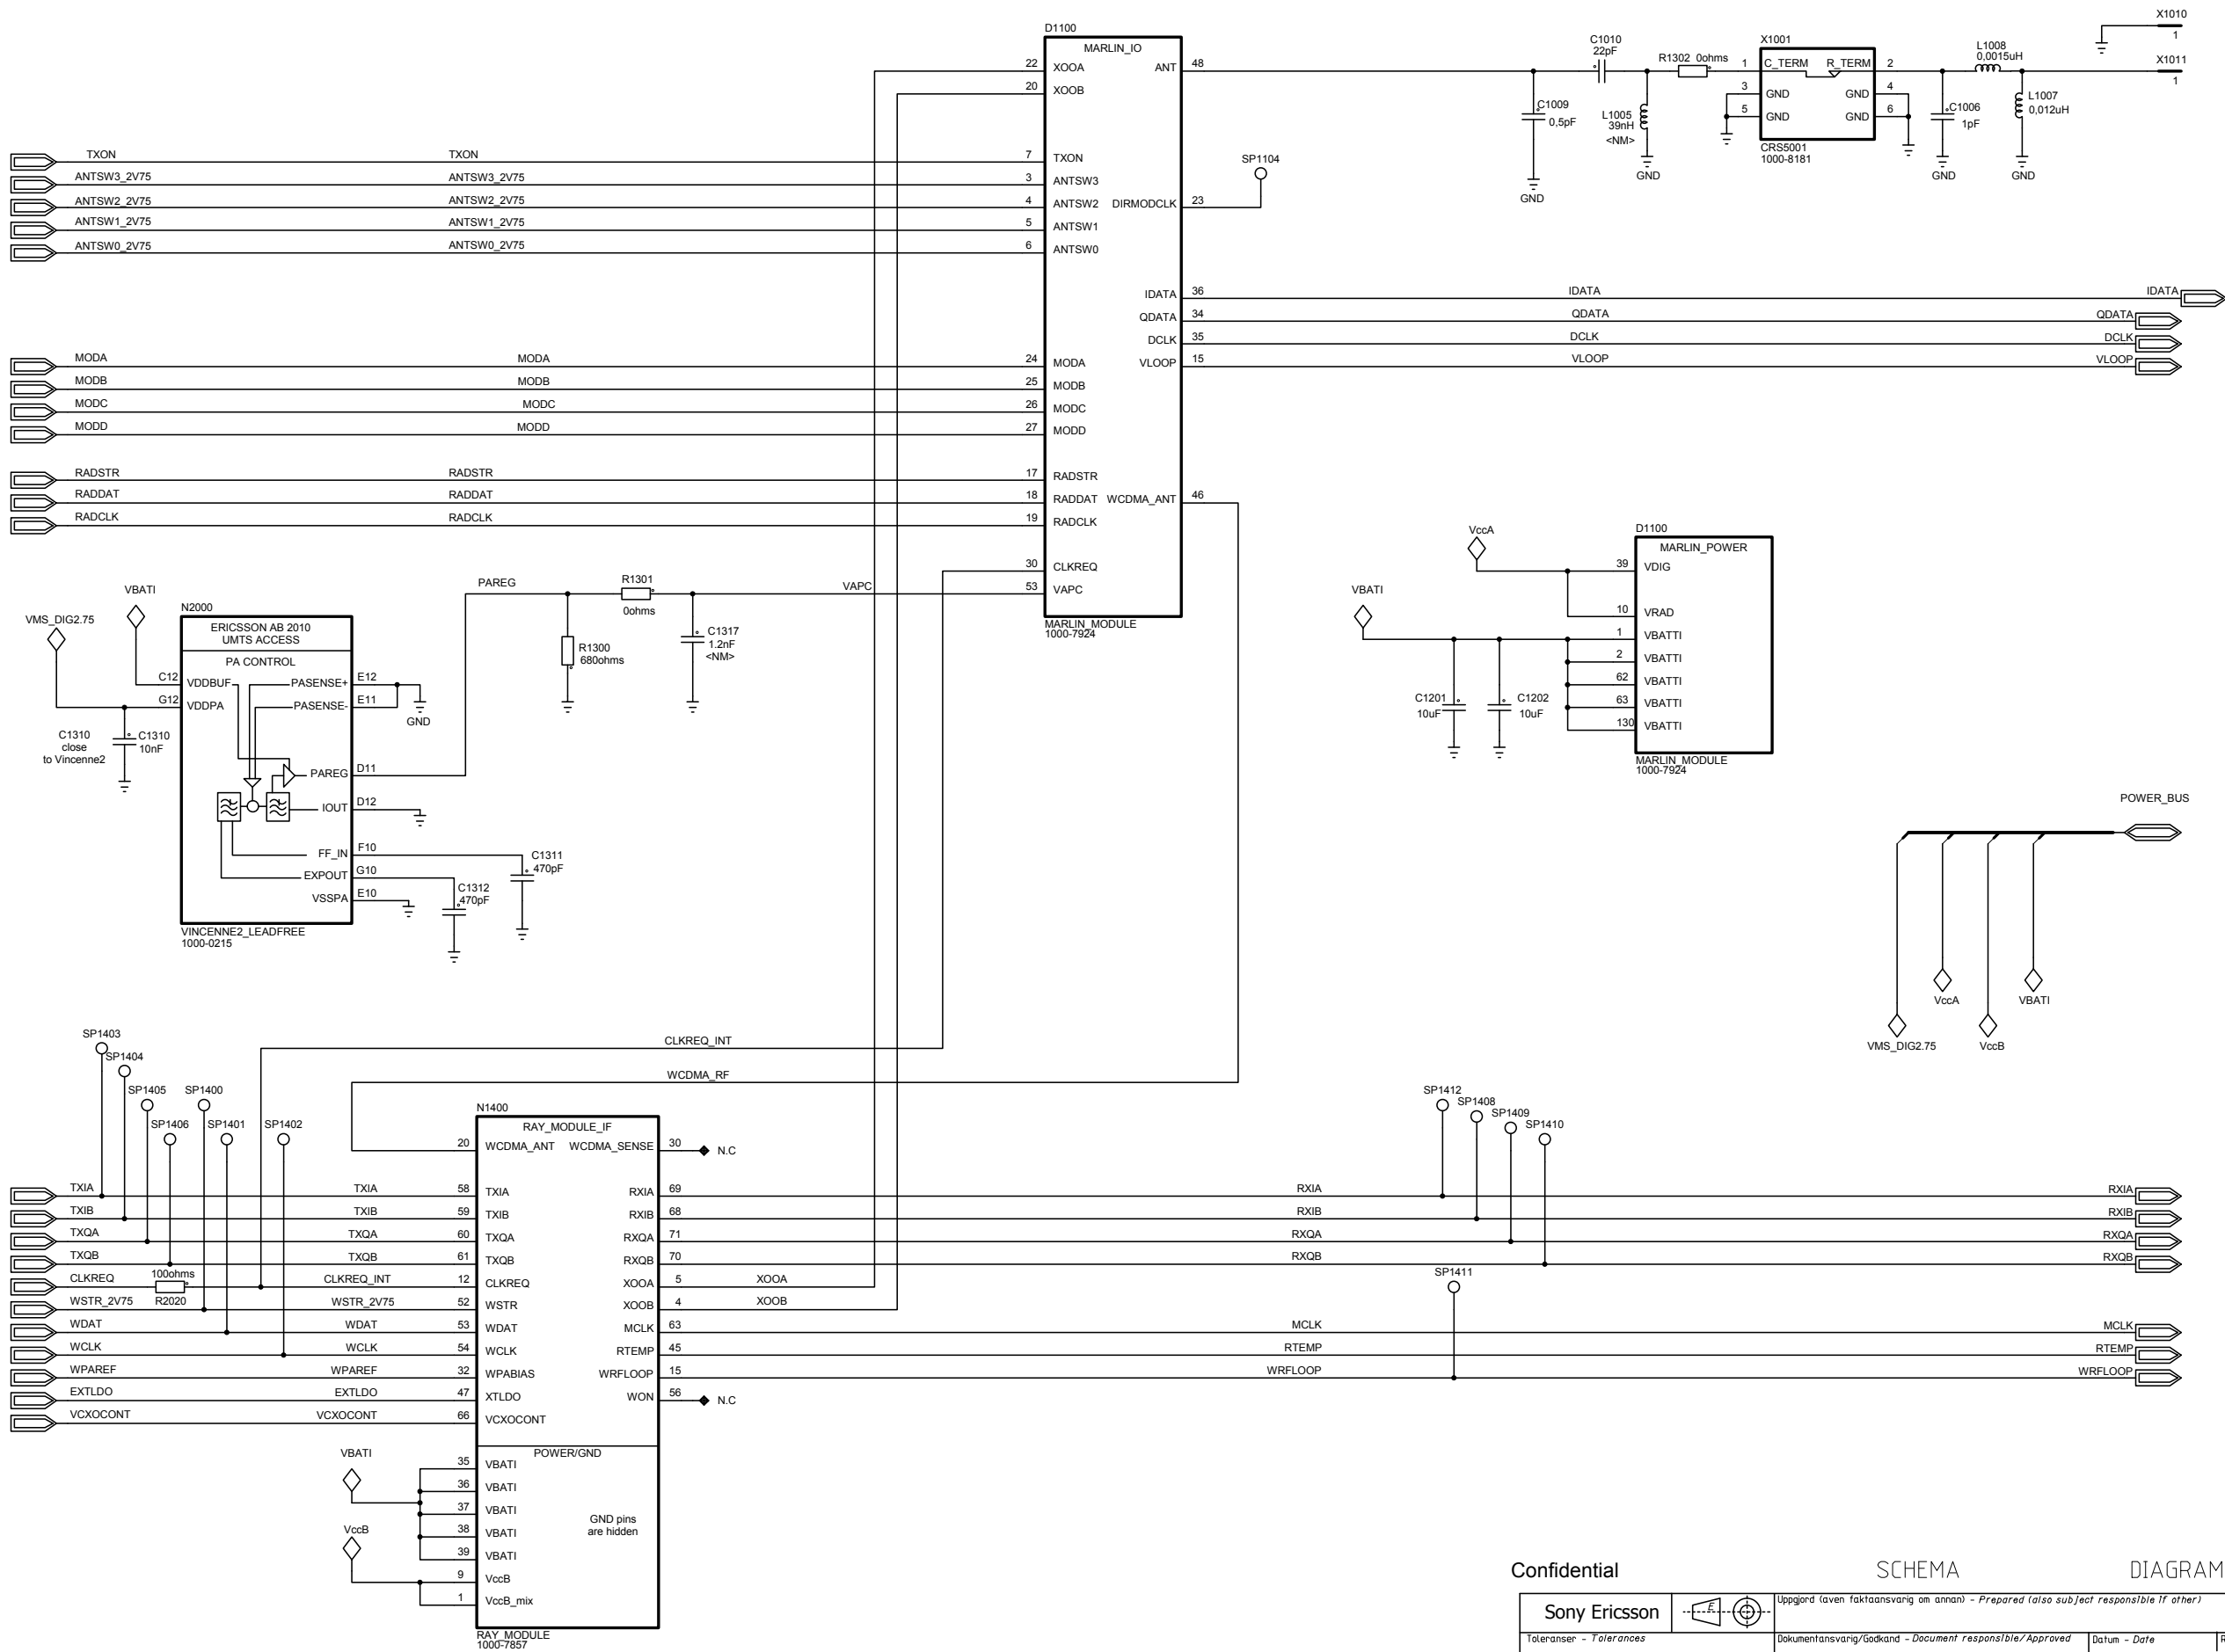 X1010
1
X1011
1
D1100
MARLIN_IO
22 XOOA ANT 48
20 XOOB
C1010
22pF
R1302 0ohms
X1001
1 C_TERM R_TERM 2
3 GND GND 4
5 GND GND 6
CRS5001
1000-8181
L1008
0,0015uH
L1007
0,012uH
C1009
0,5pF
L1005
39nH
<NM>
C1006
1pF
GND
GND
GND
GND
TXON TXON 7 TXON
ANTSW3_2V75 ANTSW3_2V75 3 ANTSW3
ANTSW2_2V75 ANTSW2_2V75 4 ANTSW2 DIRMODCLK 23
SP1104
ANTSW1_2V75 ANTSW1_2V75 5 ANTSW1
ANTSW0_2V75 ANTSW0_2V75 6 ANTSW0
IDATA 36 IDATA IDATA
QDATA 34 QDATA QDATA
DCLK 35 DCLK DCLK
MODA MODA 24 MODA VLOOP 15 VLOOP VLOOP
MODB MODB 25 MODB
MODC MODC 26 MODC
MODD MODD 27 MODD
RADSTR RADSTR 17 RADSTR
RADDAT RADDAT 18 RADDAT WCDMA_ANT 46
RADCLK RADCLK 19 RADCLK
30 CLKREQ
PAREG R1301 VAPC 53 VAPC
0ohms
MARLIN_MODULE
1000-7924
R1300
680ohms
C1317
1.2nF
<NM>
VBATI
VMS_DIG2.75
N2000
ERICSSON AB 2010
UMTS ACCESS
PA CONTROL
C12 VDDBUF PASENSE+ E12
G12 VDDPA PASENSE- E11
GND
C1310
close
to Vincenne2
C1310
10nF
PAREG D11
IOUT D12
FF_IN F10
EXPOUT G10
VSSPA E10
C1311
470pF
C1312
470pF
VINCENNE2_LEADFREE
1000-0215
VccA
D1100
MARLIN_POWER
39 VDIG
10 VRAD
VBATI
1 VBATTI
2 VBATTI
62 VBATTI
63 VBATTI
130 VBATTI
C1201
10uF
C1202
10uF
MARLIN_MODULE
1000-7924
POWER_BUS
VccA
VBATI
VMS_DIG2.75
VccB
CLKREQ_INT
WCDMA_RF
SP1403
SP1404
SP1405
SP1400
SP1406
SP1401
SP1402
SP1412
SP1408
SP1409
SP1410
N1400
RAY_MODULE_IF
20 WCDMA_ANT WCDMA_SENSE 30 N.C
TXIA TXIA 58 TXIA RXIA 69 RXIA RXIA
TXIB TXIB 59 TXIB RXIB 68 RXIB RXIB
TXQA TXQA 60 TXQA RXQA 71 RXQA RXQA
TXQB TXQB 61 TXQB RXQB 70 RXQB RXQB
CLKREQ 100ohms CLKREQ_INT 12 CLKREQ XOOA 5 XOOA
SP1411
WSTR_2V75 R2020 WSTR_2V75 52 WSTR XOOB 4 XOOB
WDAT WDAT 53 WDAT MCLK 63 MCLK MCLK
WCLK WCLK 54 WCLK RTEMP 45 RTEMP RTEMP
WPAREF WPAREF 32 WPABIAS WRFLOOP 15 WRFLOOP WRFLOOP
EXTLDO EXTLDO 47 XTLDO WON 56 N.C
VCXOCONT VCXOCONT 66 VCXOCONT
POWER/GND
VBATI
35 VBATI
36 VBATI
37 VBATI
38 VBATI
39 VBATI
GND pins
are hidden
VccB
9 VccB
1 VccB_mix
RAY_MODULE
1000-7857
Confidential SCHEMA DIAGRAM
Sony Ericsson
E
Uppgjord (aven faktaansvarig om annan) - Prepared (also subject responsible if other)
Toleranser - Tolerances
Dokumentansvarig/Godkand - Document responsible/Approved
Datum - Date